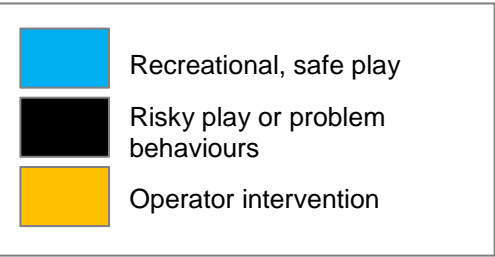 Recreational, safe play
Risky play or problem
behaviours
Operator intervention